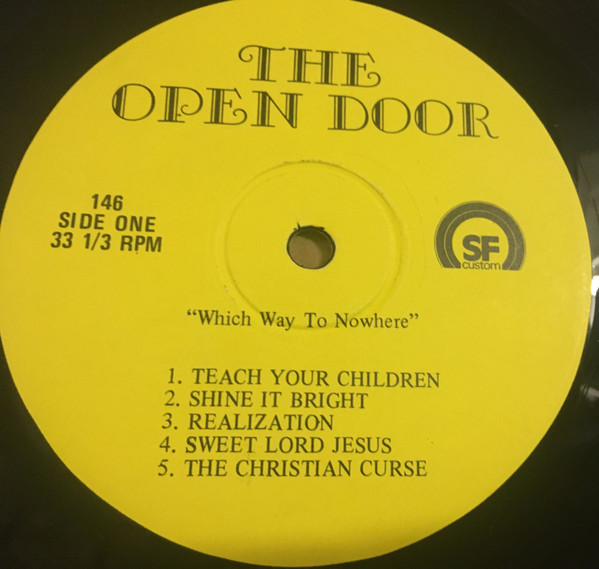 THE
OPEN DOOR
146
SIDE ONE
33 1/3 RPM
SF
custom
“Which Way To Nowhere”
1. TEACH YOUR CHILDREN
2. SHINE IT BRIGHT
3. REALIZATION
4. SWEET LORD JESUS
5. THE CHRISTIAN CURSE